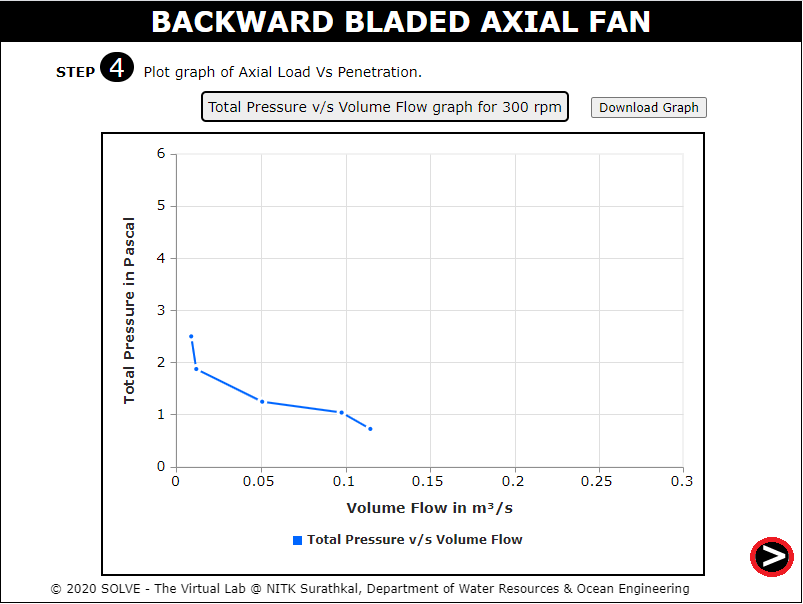 BACKWARD BLADED AXIAL FAN
STEP 4 Plot graph of Axial Load Vs Penetration.
Total Pressure v/s Volume Flow graph for 300 rpm
Download Graph
Total Pressure in Pascal
6
5
4
3
2
1
0
0 0.05 0.1 0.15 0.2 0.25 0.3
Volume Flow in m³/s
Total Pressure v/s Volume Flow
>
© 2020 SOLVE - The Virtual Lab @ NITK Surathkal, Department of Water Resources & Ocean Engineering